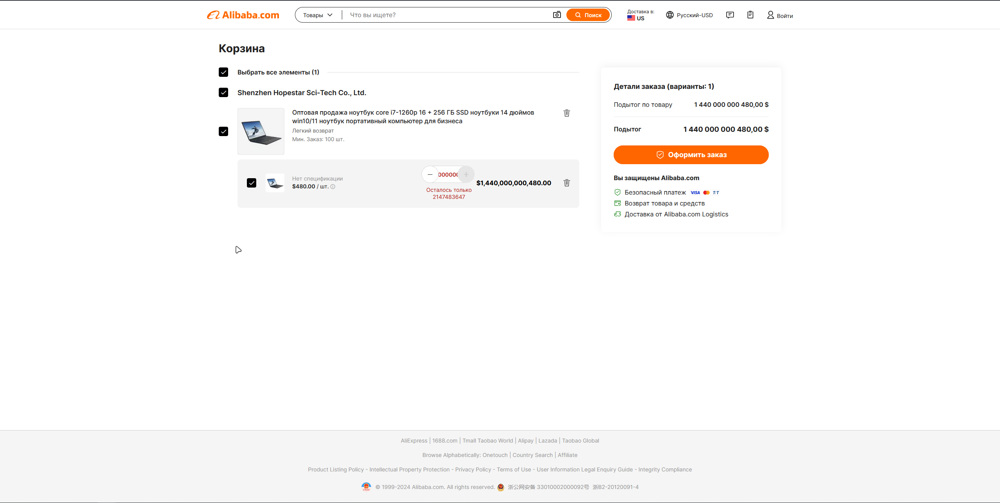 Alibaba.com
Товары
Что вы ищете?
Поиск
Доставка в:
US
Русский-USD
Войти
Корзина
Выбрать все элементы (1)
Shenzhen Hopestar Sci-Tech Co., Ltd.
Оптовая продажа ноутбук core i7-1260p 16 + 256 ГБ SSD ноутбуки 14 дюймов
win10/11 ноутбук портативный компьютер для бизнеса
Легкий возврат
Мин. Заказ: 100 шт.
Нет спецификации
$480.00 / шт.
Осталось только
2147483647
$1,440,000,000,480.00
Детали заказа (варианты: 1)
Подытог по товару 1 440 000 000 480,00 $
Подытог 1 440 000 000 480,00 $
Оформить заказ
Вы защищены Alibaba.com
Безопасный платеж VISA T/T
Возврат товара и средств
Доставка от Alibaba.com Logistics
AliExpress | 1688.com | Tmall Taobao World | Alipay | Lazada | Taobao Global
Browse Alphabetically: Onetouch | Country Search | Affiliate
Product Listing Policy - Intellectual Property Protection - Privacy Policy - Terms of Use - User Information Legal Enquiry Guide - Integrity Compliance
© 1999-2024 Alibaba.com. All rights reserved. 浙公网安备 33010002000092号 浙B2-20120091-4